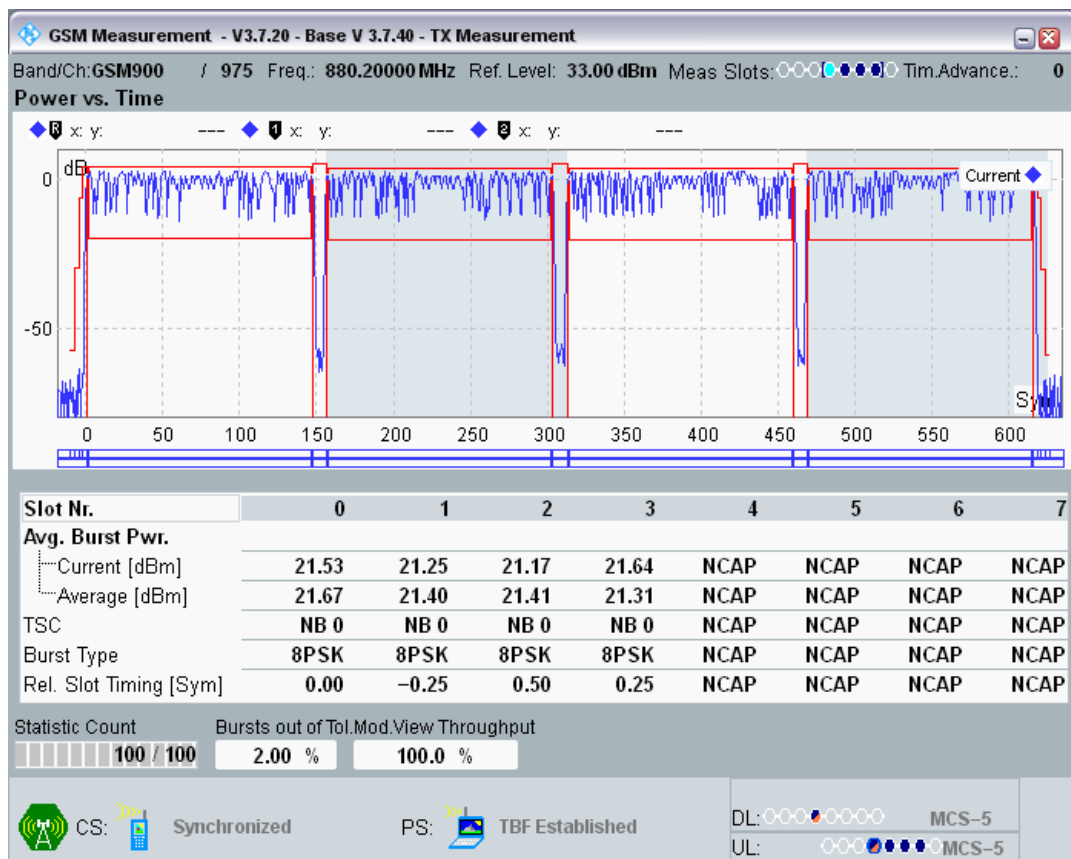 GSM Measurement - V3.7.20 - Base V 3.7.40 - TX Measurement
Band/Ch:GSM900 / 975 Freq.: 880.20000 MHz Ref. Level: 33.00 dBm Meas Slots: Tim.Advance.: 0
Power vs. Time
R x: y: --- 1 x: y: --- 2 x: y: ---
dB
Current
0
-50
Sym
0 50 100 150 200 250 300 350 400 450 500 550 600
Slot Nr. 0 1 2 3 4 5 6 7
Avg. Burst Pwr.
Current [dBm] 21.53 21.25 21.17 21.64 NCAP NCAP NCAP NCAP
Average [dBm] 21.67 21.40 21.41 21.31 NCAP NCAP NCAP NCAP
TSC NB 0 NB 0 NB 0 NB 0 NCAP NCAP NCAP NCAP
Burst Type 8PSK 8PSK 8PSK 8PSK NCAP NCAP NCAP NCAP
Rel. Slot Timing [Sym] 0.00 −0.25 0.50 0.25 NCAP NCAP NCAP NCAP
Statistic Count Bursts out of Tol.Mod.View Throughput
100 / 100 2.00 % 100.0 %
CS: Synchronized PS: TBF Established
DL: MCS−5
UL: MCS−5